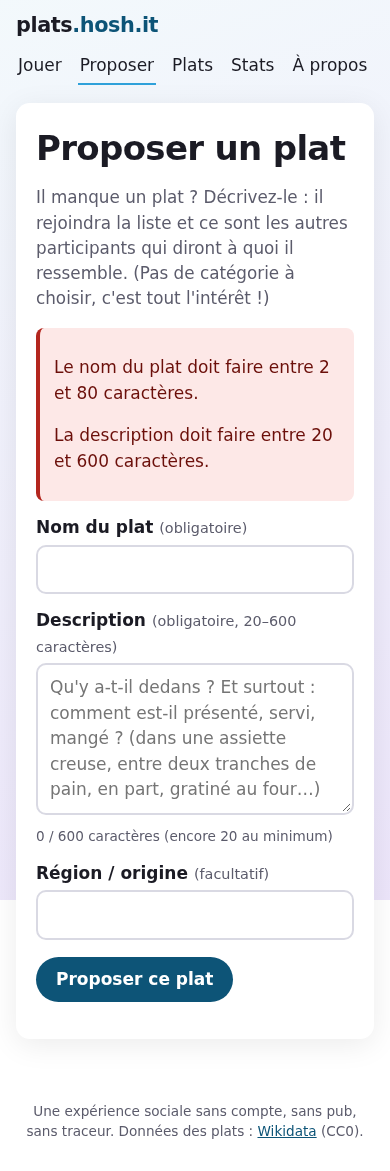 plats.hosh.it
Jouer Proposer Plats Stats À propos
Proposer un plat
Il manque un plat ? Décrivez-le : il
rejoindra la liste et ce sont les autres
participants qui diront à quoi il
ressemble. (Pas de catégorie à
choisir, c'est tout l'intérêt !)
Le nom du plat doit faire entre 2
et 80 caractères.
La description doit faire entre 20
et 600 caractères.
Nom du plat (obligatoire)
Description (obligatoire, 20–600
caractères)
Qu'y a-t-il dedans ? Et surtout :
comment est-il présenté, servi,
mangé ? (dans une assiette
creuse, entre deux tranches de
pain, en part, gratiné au four…)
0 / 600 caractères (encore 20 au minimum)
Région / origine (facultatif)
Proposer ce plat
Une expérience sociale sans compte, sans pub,
sans traceur. Données des plats : Wikidata (CC0).